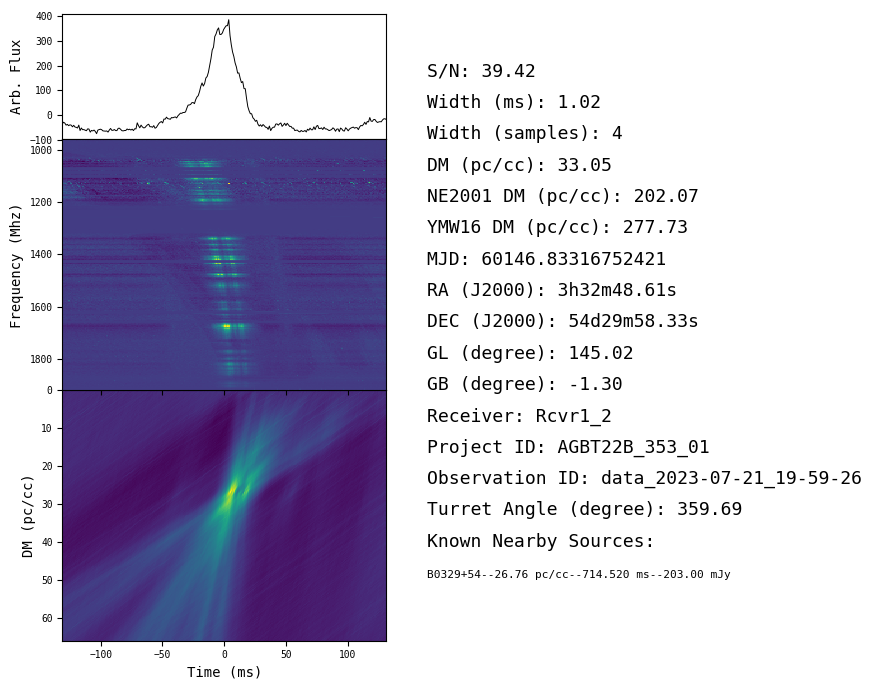 400
300
200
100
0
−100
Arb. Flux
1000
1200
1400
1600
1800
0
Frequency (Mhz)
10
20
30
40
50
60
DM (pc/cc)
−100 −50 0 50 100
Time (ms)
S/N: 39.42
Width (ms): 1.02
Width (samples): 4
DM (pc/cc): 33.05
NE2001 DM (pc/cc): 202.07
YMW16 DM (pc/cc): 277.73
MJD: 60146.83316752421
RA (J2000): 3h32m48.61s
DEC (J2000): 54d29m58.33s
GL (degree): 145.02
GB (degree): -1.30
Receiver: Rcvr1_2
Project ID: AGBT22B_353_01
Observation ID: data_2023-07-21_19-59-26
Turret Angle (degree): 359.69
Known Nearby Sources:
B0329+54--26.76 pc/cc--714.520 ms--203.00 mJy